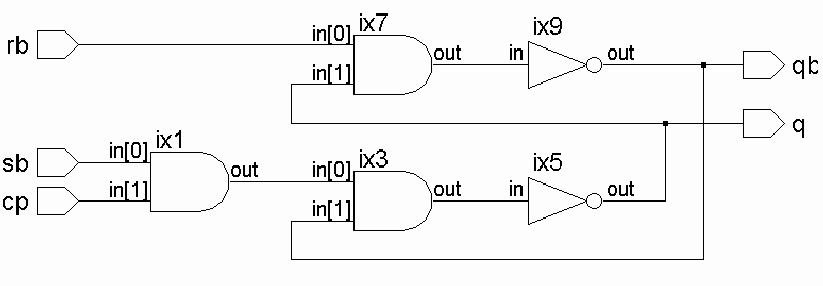 ix7 ix9
rb in[0] out in out qb
in[1]
q
ix1 ix3 ix5
sb in[0] out in[0] out in out
cp in[1] in[1]